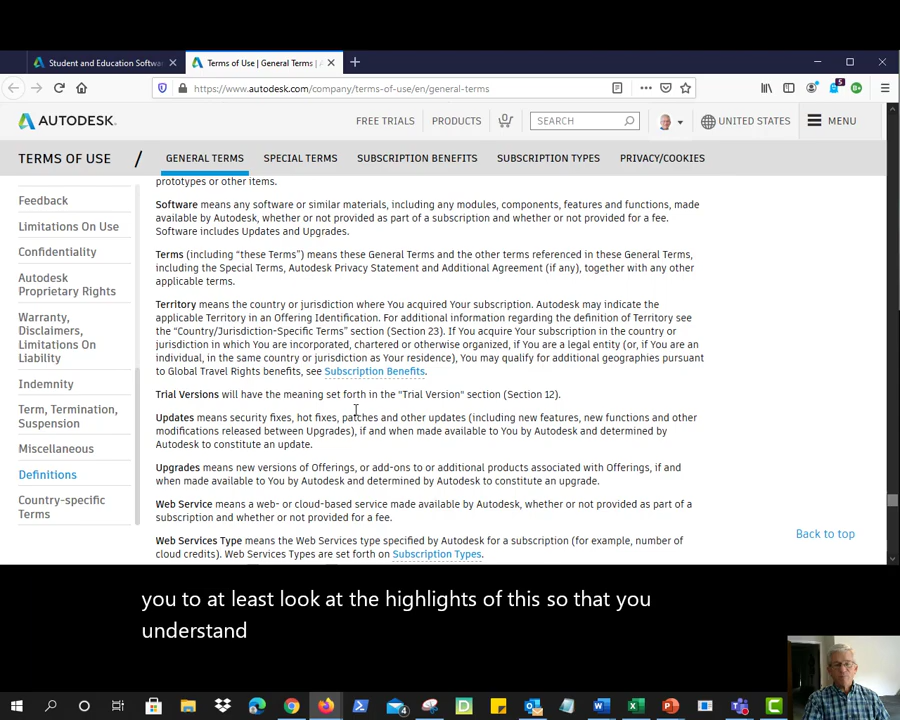 Student and Education Softwa
Terms of Use | General Terms |
https://www.autodesk.com/company/terms-of-use/en/general-terms
5
AUTODESK.
FREE TRIALS
PRODUCTS
SEARCH
UNITED STATES
MENU
TERMS OF USE / GENERAL TERMS SPECIAL TERMS SUBSCRIPTION BENEFITS SUBSCRIPTION TYPES PRIVACY/COOKIES
Feedback
Limitations On Use
Confidentiality
Autodesk
Proprietary Rights
Warranty,
Disclaimers,
Limitations On
Liability
Indemnity
Term, Termination,
Suspension
Miscellaneous
Definitions
Country-specific
Terms
prototypes or other items.
Software means any software or similar materials, including any modules, components, features and functions, made
available by Autodesk, whether or not provided as part of a subscription and whether or not provided for a fee.
Software includes Updates and Upgrades.
Terms (including “these Terms”) means these General Terms and the other terms referenced in these General Terms,
including the Special Terms, Autodesk Privacy Statement and Additional Agreement (if any), together with any other
applicable terms.
Territory means the country or jurisdiction where You acquired Your subscription. Autodesk may indicate the
applicable Territory in an Offering Identification. For additional information regarding the definition of Territory see
the “Country/Jurisdiction-Specific Terms” section (Section 23). If You acquire Your subscription in the country or
jurisdiction in which You are incorporated, chartered or otherwise organized, if You are a legal entity (or, if You are an
individual, in the same country or jurisdiction as Your residence), You may qualify for additional geographies pursuant
to Global Travel Rights benefits, see Subscription Benefits.
Trial Versions will have the meaning set forth in the "Trial Version" section (Section 12).
Updates means security fixes, hot fixes, patches and other updates (including new features, new functions and other
modifications released between Upgrades), if and when made available to You by Autodesk and determined by
Autodesk to constitute an update.
Upgrades means new versions of Offerings, or add-ons to or additional products associated with Offerings, if and
when made available to You by Autodesk and determined by Autodesk to constitute an upgrade.
Web Service means a web- or cloud-based service made available by Autodesk, whether or not provided as part of a
subscription and whether or not provided for a fee.
Web Services Type means the Web Services type specified by Autodesk for a subscription (for example, number of
cloud credits). Web Services Types are set forth on Subscription Types.
Back to top
you to at least look at the highlights of this so that you
understand